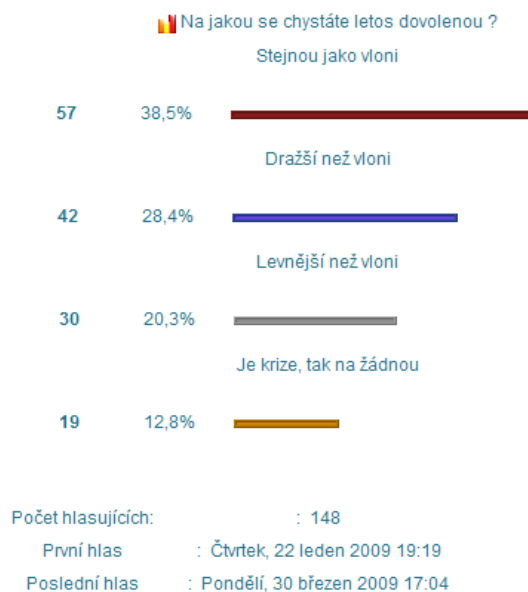 Na jakou se chystáte letos dovolenou ?
Stejnou jako vloni
57 38,5%
Dražší než vloni
42 28,4%
Levnější než vloni
30 20,3%
Je krize, tak na žádnou
19 12,8%
Počet hlasujících: : 148
První hlas : Čtvrtek, 22 leden 2009 19:19
Poslední hlas : Pondělí, 30 březen 2009 17:04